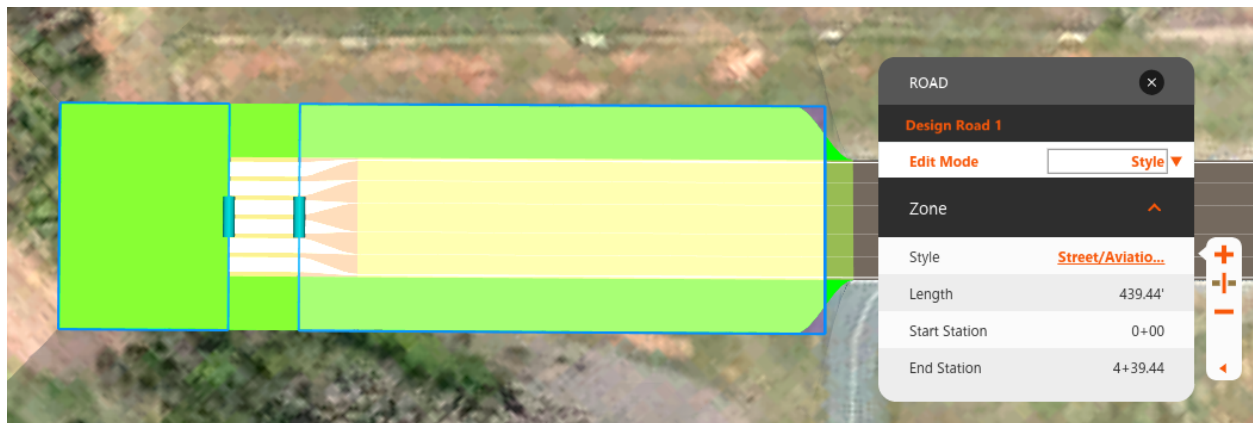 ROAD
Design Road 1
Edit Mode Style
Zone
Style Street/Aviatio...
Length 439.44'
Start Station 0+00
End Station 4+39.44